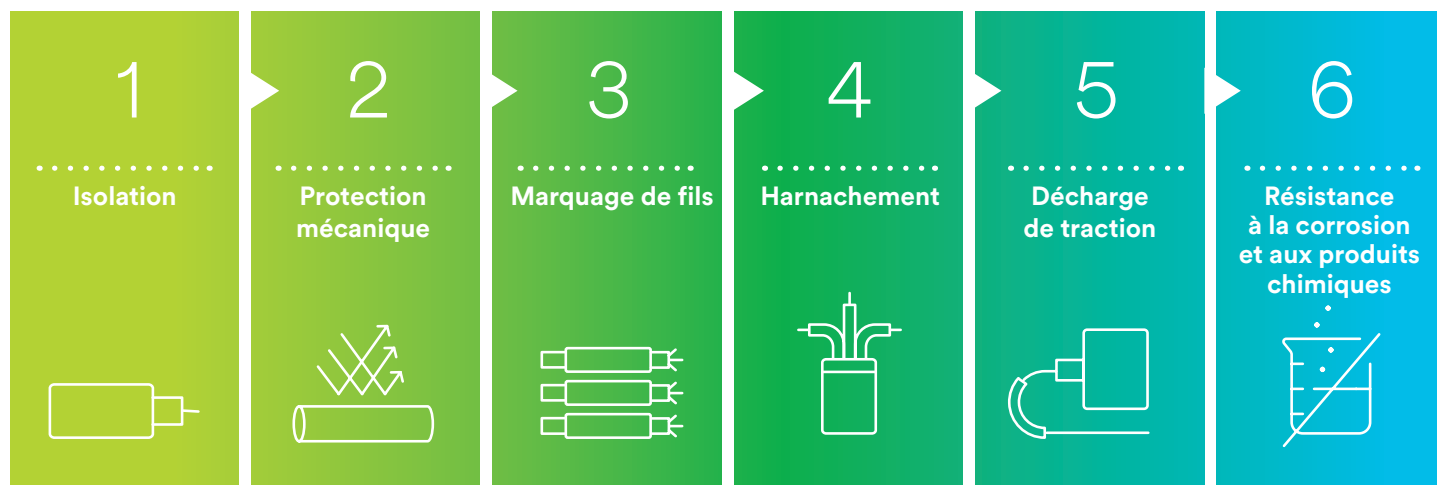 1
Isolation
2
Protection
mécanique
3
Marquage de fils
4
Harnachement
5
Décharge
de traction
6
Résistance
à la corrosion
et aux produits
chimiques